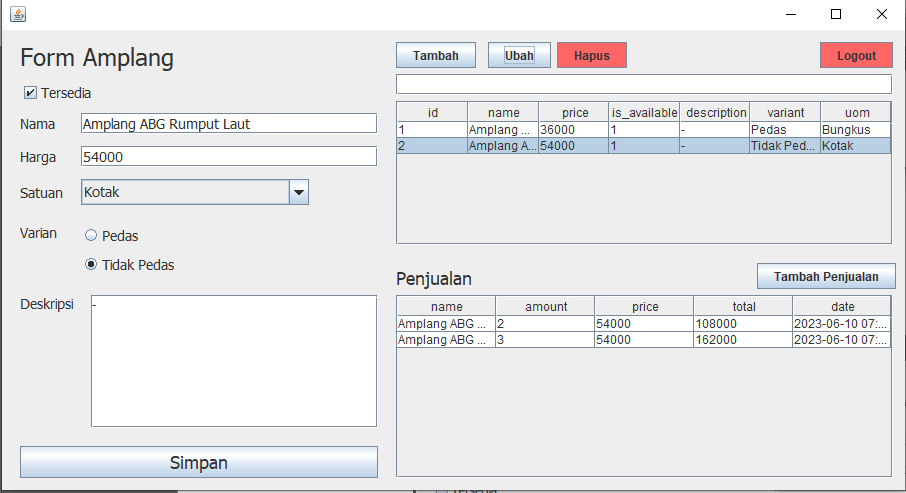 Form Amplang
Tersedia
Nama Amplang ABG Rumput Laut
Harga 54000
Satuan Kotak
Varian Pedas
Tidak Pedas
Deskripsi -
Simpan
Tambah Ubah Hapus Logout
id name price is_available description variant uom
1 Amplang ... 36000 1 - Pedas Bungkus
2 Amplang A... 54000 1 - Tidak Ped... Kotak
Penjualan Tambah Penjualan
name amount price total date
Amplang ABG ... 2 54000 108000 2023-06-10 07:...
Amplang ABG ... 3 54000 162000 2023-06-10 07:...